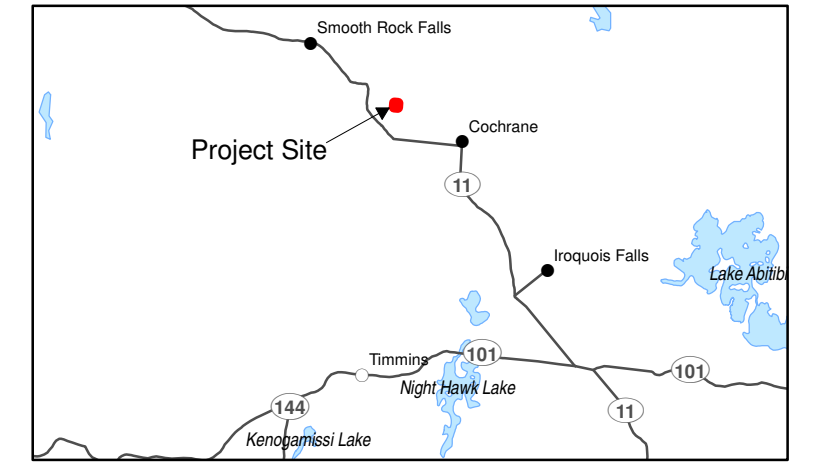 Smooth Rock Falls
Cochrane
Project Site
11
Iroquois Falls
Lake Abitibi
Timmins
101
101
Night Hawk Lake
144
11
Kenogamissi Lake